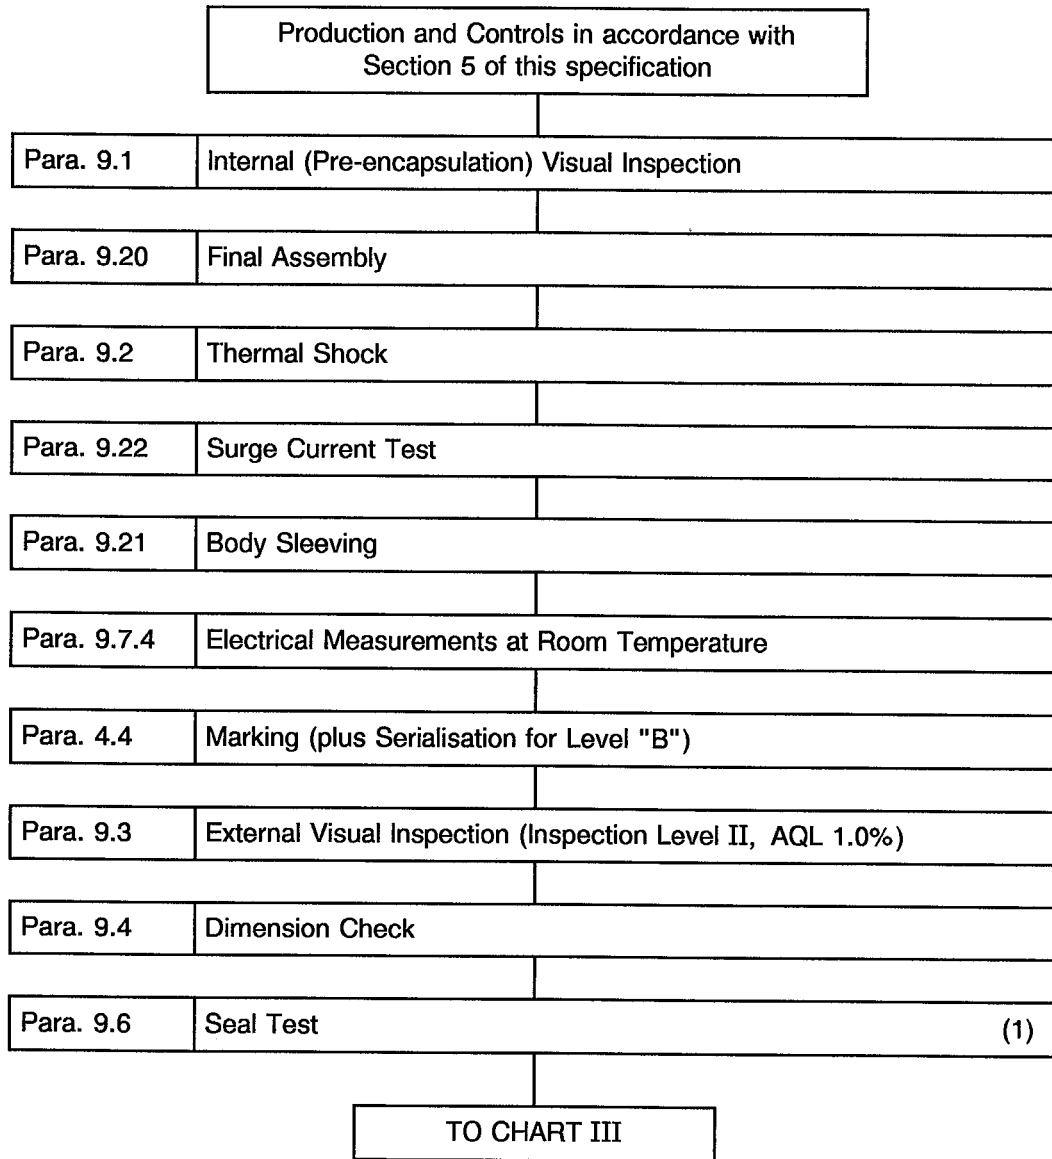 Production and Controls in accordance with
Section 5 of this specification
Para. 9.1 Internal (Pre-encapsulation) Visual Inspection
Para. 9.20 Final Assembly
Para. 9.2 Thermal Shock
Para. 9.22 Surge Current Test
Para. 9.21 Body Sleeving
Para. 9.7.4 Electrical Measurements at Room Temperature
Para. 4.4 Marking (plus Serialisation for Level "B")
Para. 9.3 External Visual Inspection (Inspection Level II, AQL 1.0%)
Para. 9.4 Dimension Check
Para. 9.6 Seal Test (1)
TO CHART III